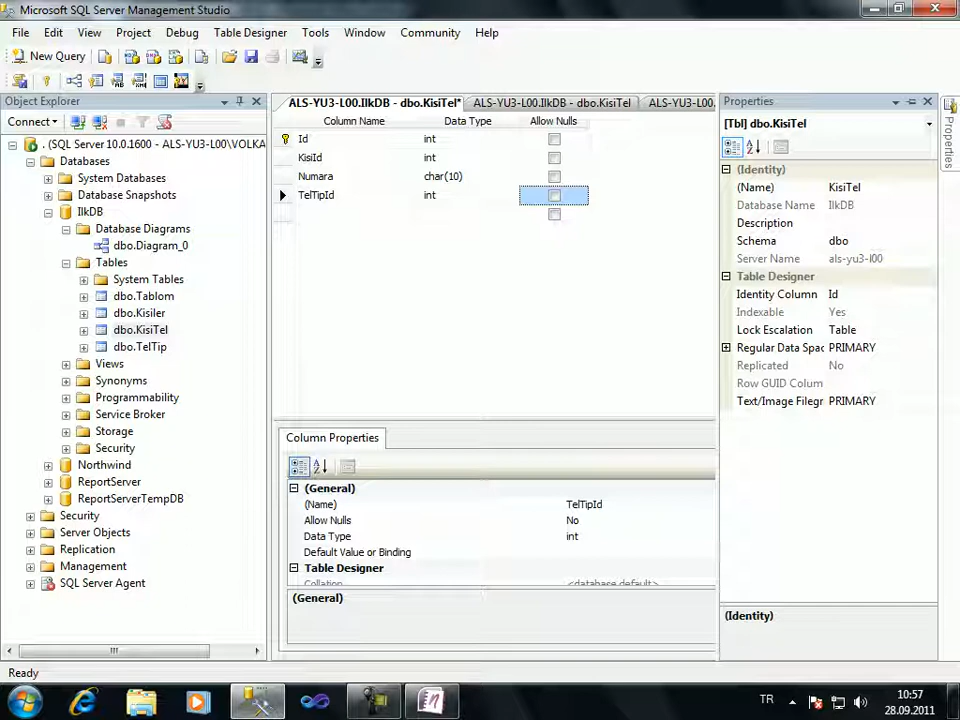 Microsoft SQL Server Management Studio
File Edit View Project Debug Table Designer Tools Window Community Help
New Query
Object Explorer
Connect
. (SQL Server 10.0.1600 - ALS-YU3-L00\VOLKA
Databases
System Databases
Database Snapshots
IlkDB
Database Diagrams
dbo.Diagram_0
Tables
System Tables
dbo.Tablom
dbo.Kisiler
dbo.KisiTel
dbo.TelTip
Views
Synonyms
Programmability
Service Broker
Storage
Security
Northwind
ReportServer
ReportServerTempDB
Security
Server Objects
Replication
Management
SQL Server Agent
ALS-YU3-L00.IlkDB - dbo.KisiTel* ALS-YU3-L00.IlkDB - dbo.KisiTel ALS-YU3-L00.
Column Name Data Type Allow Nulls
Id int
KisiId int
Numara char(10)
TelTipId int
Column Properties
(General)
(Name) TelTipId
Allow Nulls No
Data Type int
Default Value or Binding
Table Designer
Collation <database default>
(General)
Properties
[Tbl] dbo.KisiTel
(Identity)
(Name) KisiTel
Database Name IlkDB
Description
Schema dbo
Server Name als-yu3-l00
Table Designer
Identity Column Id
Indexable Yes
Lock Escalation Table
Regular Data Spac PRIMARY
Replicated No
Row GUID Colum
Text/Image Filegr PRIMARY
(Identity)
Properties
Ready
TR
10:57
28.09.2011